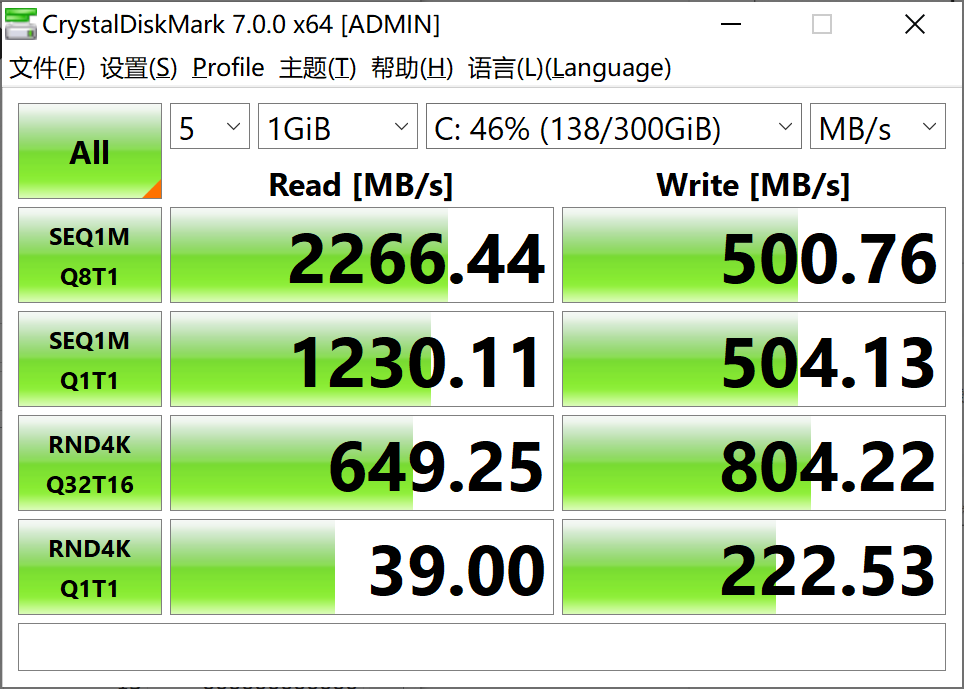 CrystalDiskMark 7.0.0 x64 [ADMIN]
文件(F) 设置(S) Profile 主题(T) 帮助(H) 语言(L)(Language)
All 5 1GiB C: 46% (138/300GiB) MB/s
Read [MB/s] Write [MB/s]
SEQ1M
Q8T1
2266.44 500.76
SEQ1M
Q1T1
1230.11 504.13
RND4K
Q32T16
649.25 804.22
RND4K
Q1T1
39.00 222.53